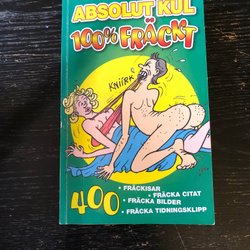 ABSOLUT KUL
100% FRÄCKT
KNIIRK
400
• FRÄCKISAR
• FRÄCKA CITAT
• FRÄCKA BILDER
• FRÄCKA TIDNINGSKLIPP